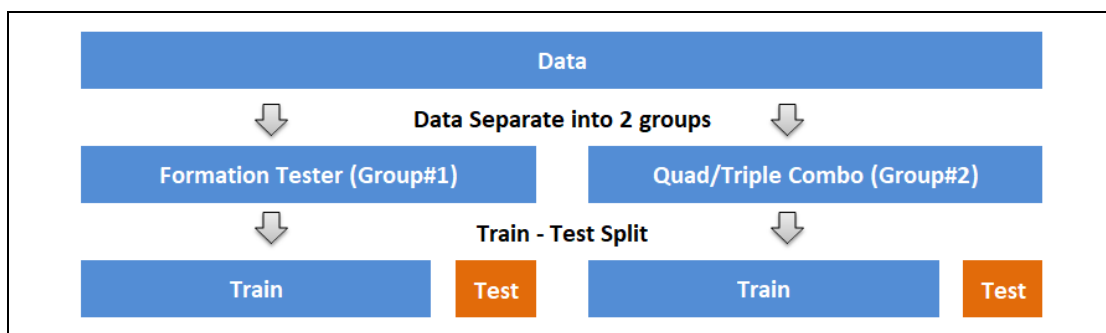 Data
Data Separate into 2 groups
Formation Tester (Group#1)
Quad/Triple Combo (Group#2)
Train - Test Split
Train
Test
Train
Test